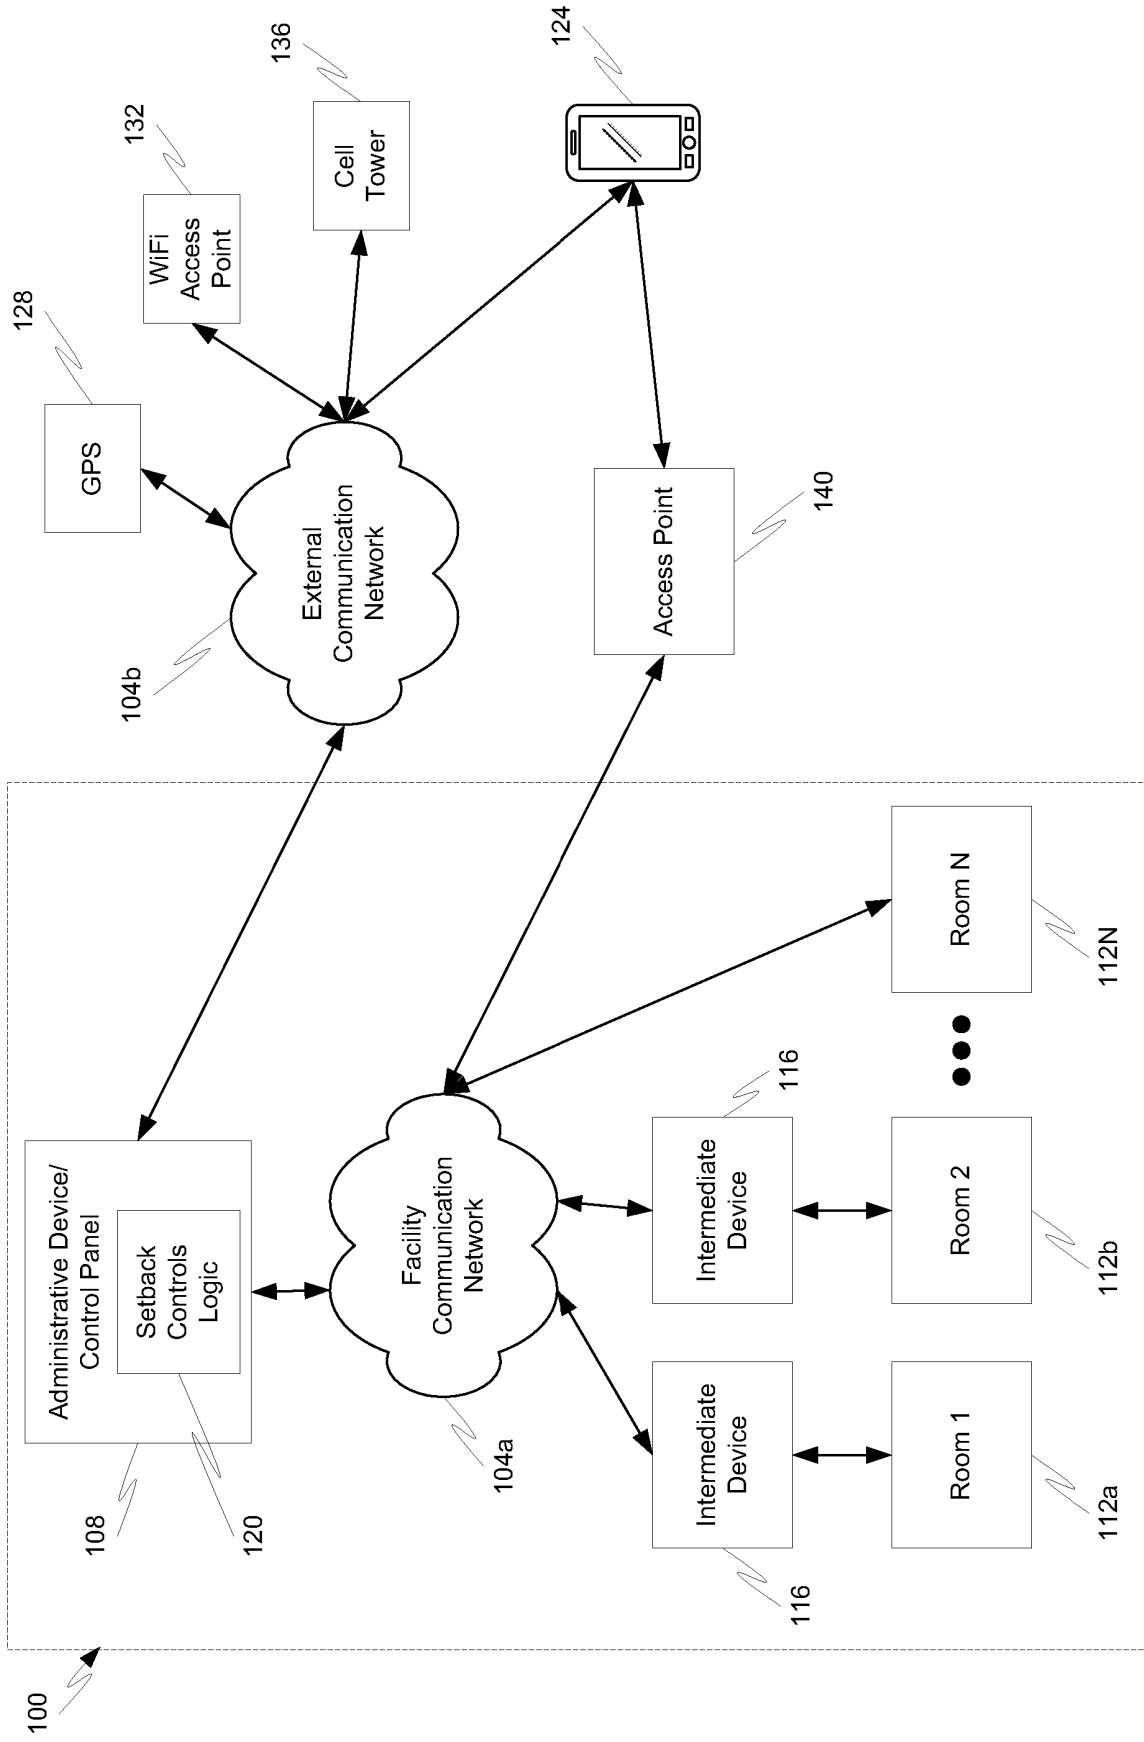 100
108
Administrative Device/
Control Panel
Setback
Controls
Logic
120
104b
External
Communication
Network
128
GPS
132
WiFi
Access
Point
136
Cell
Tower
124
Facility
Communication
Network
104a
Access Point
140
116
Intermediate
Device
Intermediate
Device
116
Room 1
112a
Room 2
112b
Room N
112N